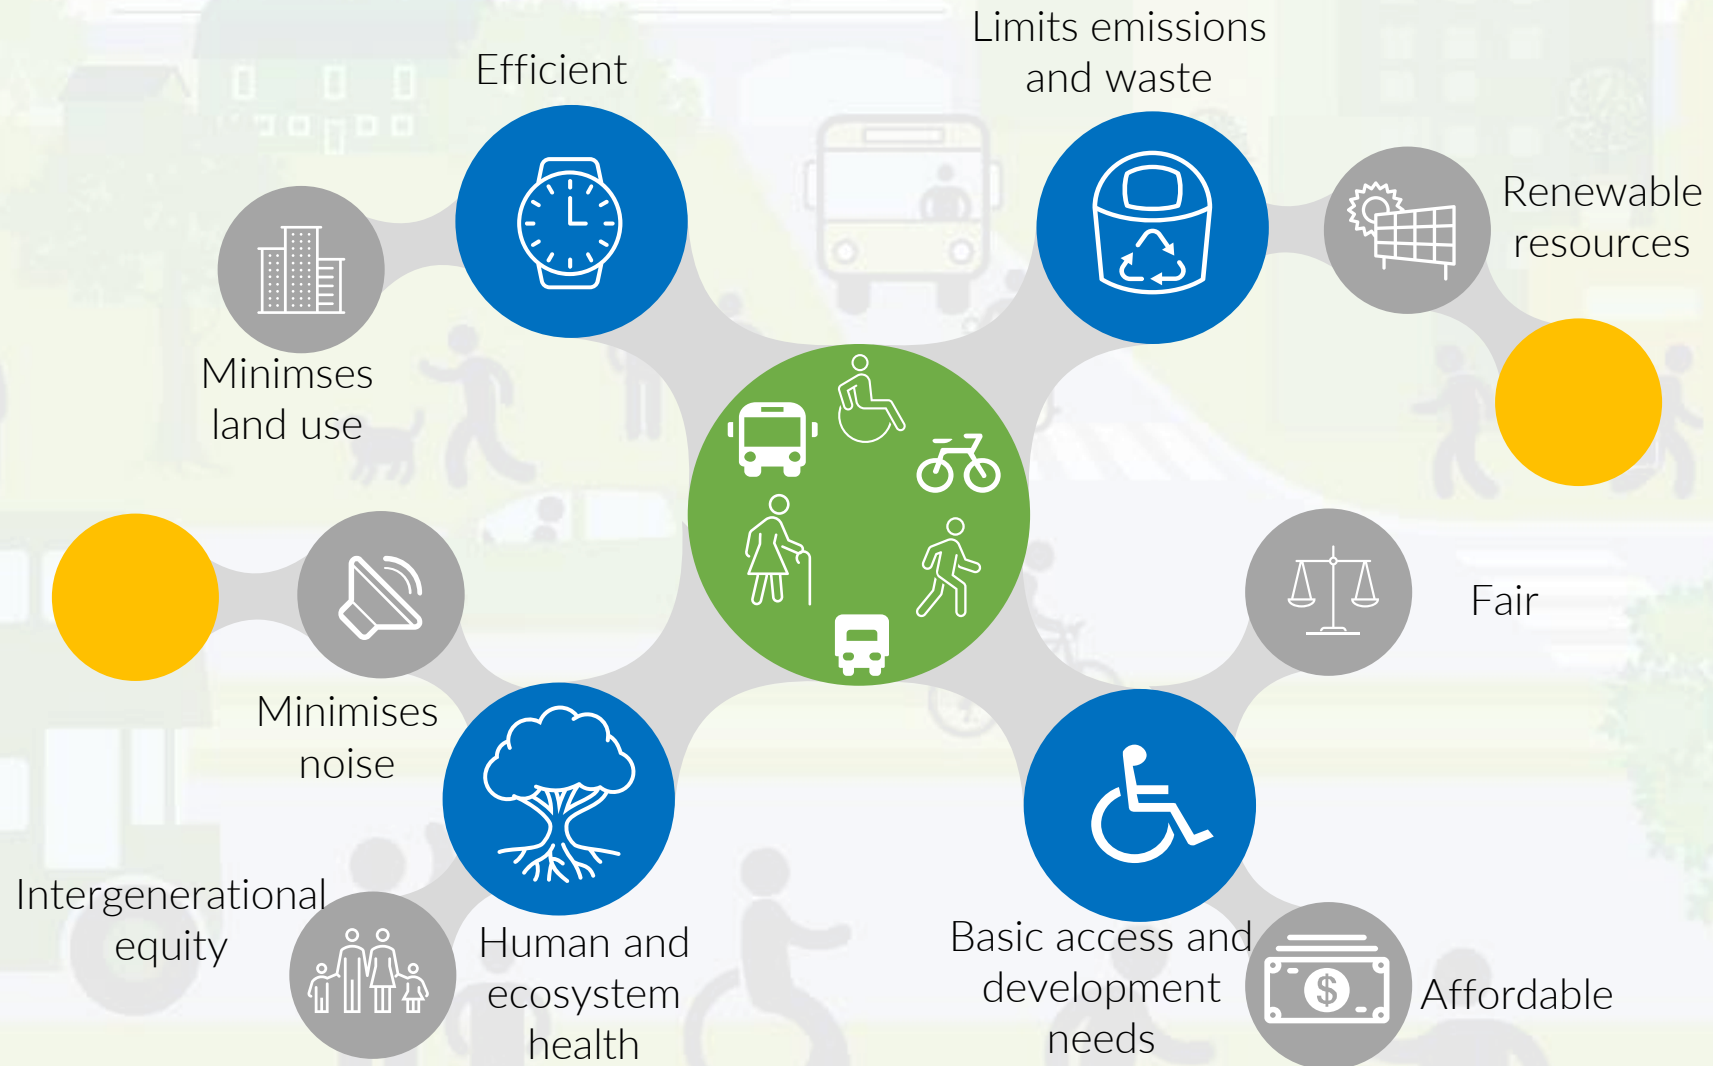 Efficient
Limits emissions
and waste
Renewable
resources
Minimses
land use
Fair
Minimises
noise
Intergenerational
equity
Human and
ecosystem
health
Basic access and
development
needs
$
Affordable